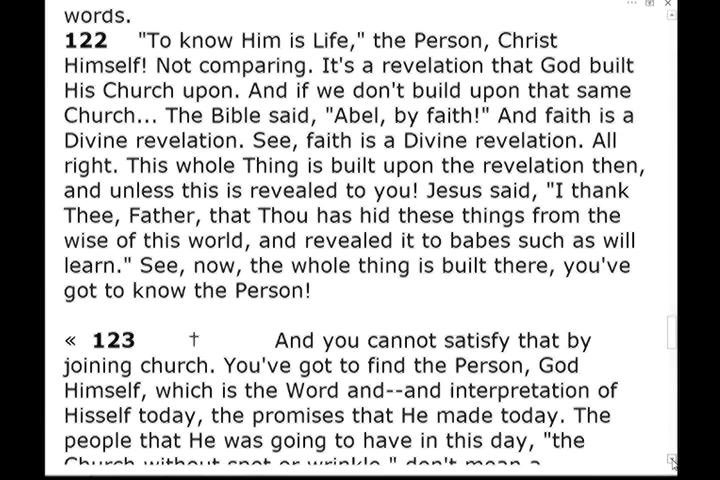 words.
122 "To know Him is Life," the Person, Christ
Himself! Not comparing. It's a revelation that God built
His Church upon. And if we don't build upon that same
Church... The Bible said, "Abel, by faith!" And faith is a
Divine revelation. See, faith is a Divine revelation. All
right. This whole Thing is built upon the revelation then,
and unless this is revealed to you! Jesus said, "I thank
Thee, Father, that Thou has hid these things from the
wise of this world, and revealed it to babes such as will
learn." See, now, the whole thing is built there, you've
got to know the Person!
« 123 † And you cannot satisfy that by
joining church. You've got to find the Person, God
Himself, which is the Word and--and interpretation of
Hisself today, the promises that He made today. The
people that He was going to have in this day, "the
Church without spot or wrinkle," don't mean a